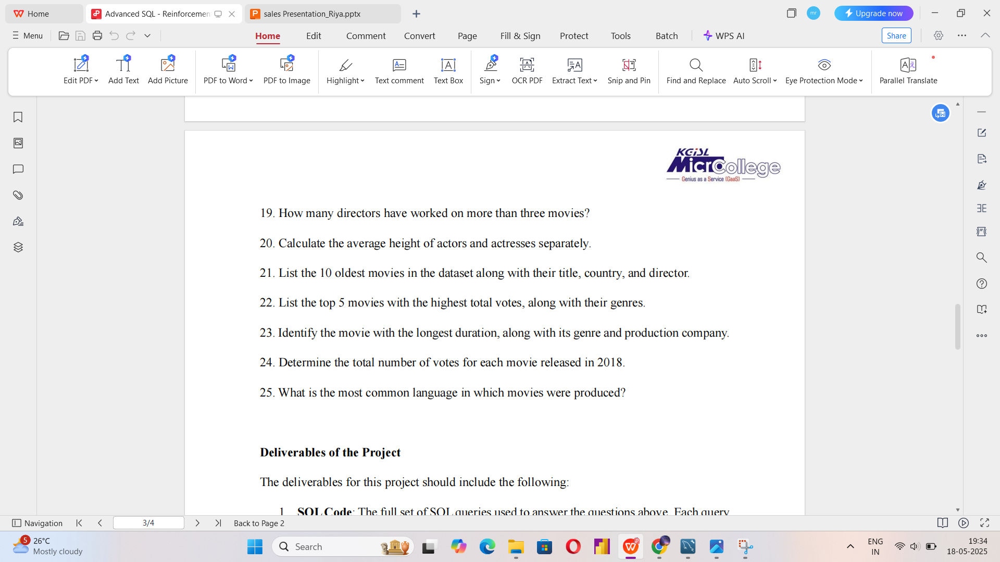 Home
Advanced SQL - Reinforcemen
sales Presentation_Riya.pptx
mr
Upgrade now
Menu
Home
Edit
Comment
Convert
Page
Fill & Sign
Protect
Tools
Batch
WPS AI
Share
Edit PDF
Add Text
Add Picture
PDF to Word
PDF to Image
Highlight
Text comment
Text Box
Sign
OCR PDF
Extract Text
Snip and Pin
Find and Replace
Auto Scroll
Eye Protection Mode
Parallel Translate
KGiSL
MicroCollege
Genius as a Service (GaaS)
19. How many directors have worked on more than three movies?
20. Calculate the average height of actors and actresses separately.
21. List the 10 oldest movies in the dataset along with their title, country, and director.
22. List the top 5 movies with the highest total votes, along with their genres.
23. Identify the movie with the longest duration, along with its genre and production company.
24. Determine the total number of votes for each movie released in 2018.
25. What is the most common language in which movies were produced?
Deliverables of the Project
The deliverables for this project should include the following:
1. SQL Code: The full set of SQL queries used to answer the questions above. Each query
Navigation
3/4
Back to Page 2
5
26°C
Mostly cloudy
Search
ENG
IN
19:34
18-05-2025